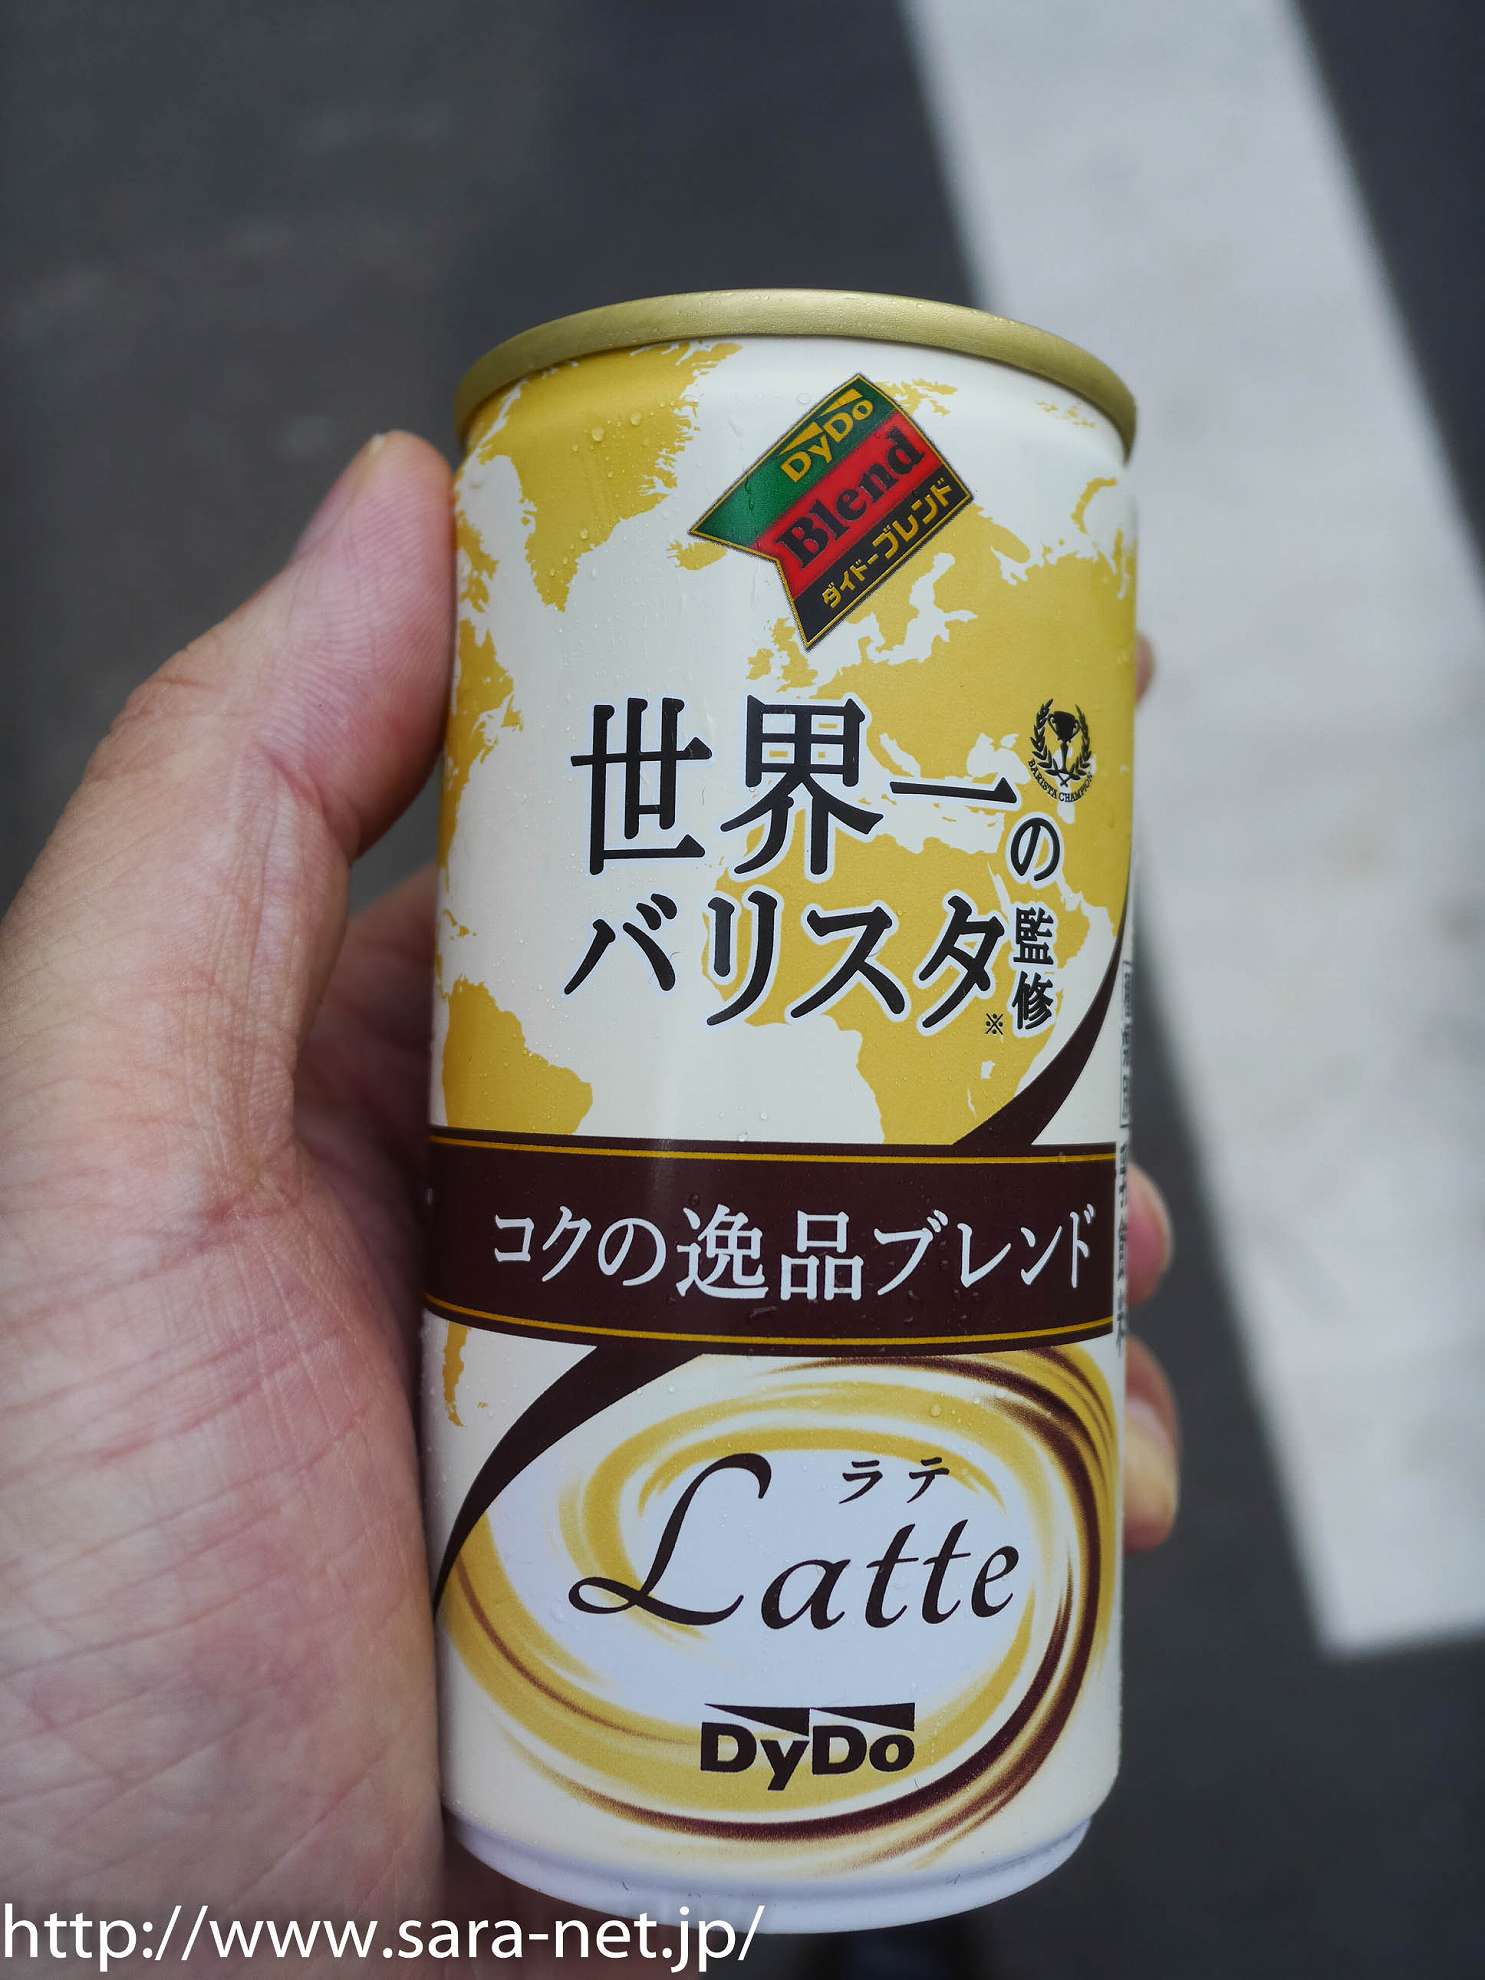 DyDo
Blend
ダイドーブレンド
世界一の
バリスタ監修
※
BARISTA CHAMPION
コクの逸品ブレンド
ラテ
Latte
DyDo
http://www.sara-net.jp/